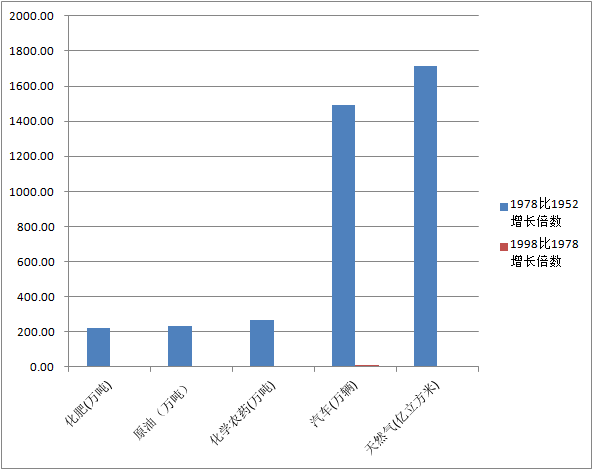 2000.00
1800.00
1600.00
1400.00
1200.00
1000.00
800.00
600.00
400.00
200.00
0.00
化肥(万吨)
原油（万吨）
化学农药(万吨)
汽车(万辆)
天然气(亿立方米)
1978比1952
增长倍数
1998比1978
增长倍数